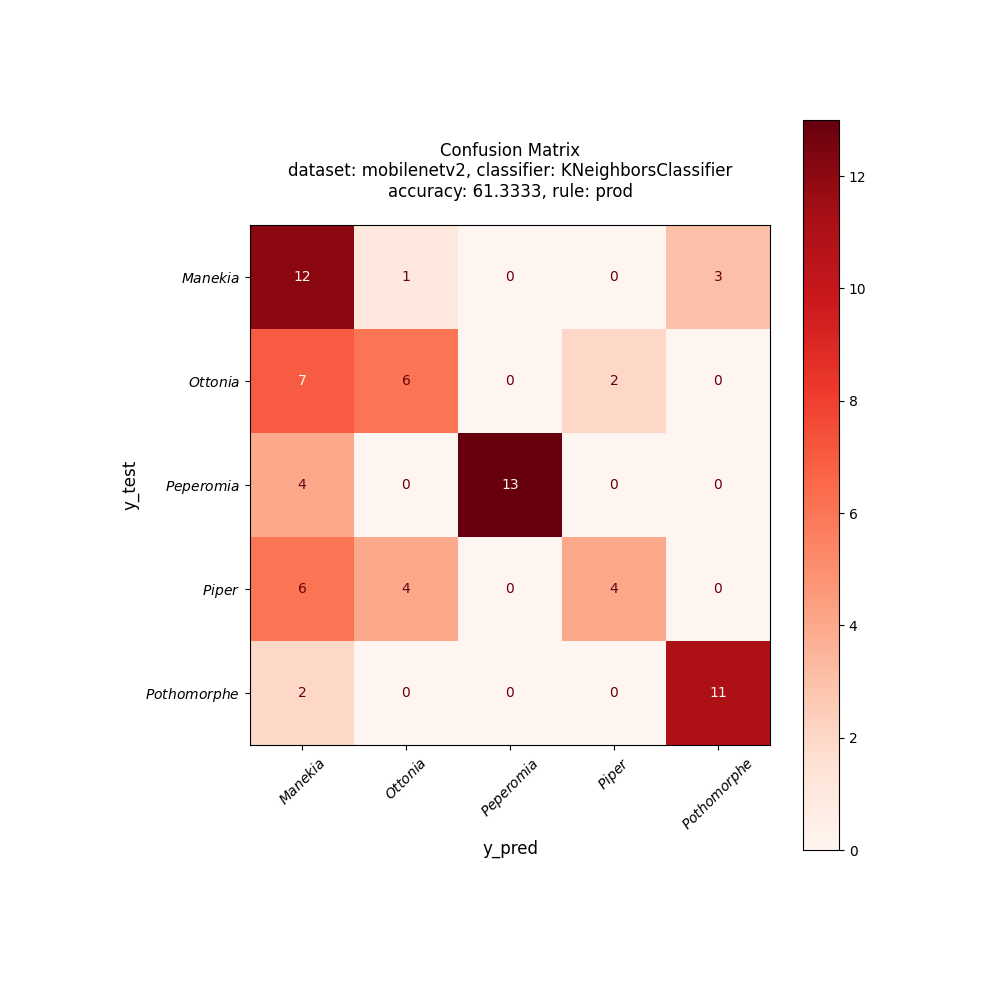 Confusion Matrix
dataset: mobilenetv2, classifier: KNeighborsClassifier
accuracy: 61.3333, rule: prod
y_test
Manekia 12 1 0 0 3
Ottonia 7 6 0 2 0
Peperomia 4 0 13 0 0
Piper 6 4 0 4 0
Pothomorphe 2 0 0 0 11
Manekia Ottonia Peperomia Piper Pothomorphe
y_pred
12
10
8
6
4
2
0